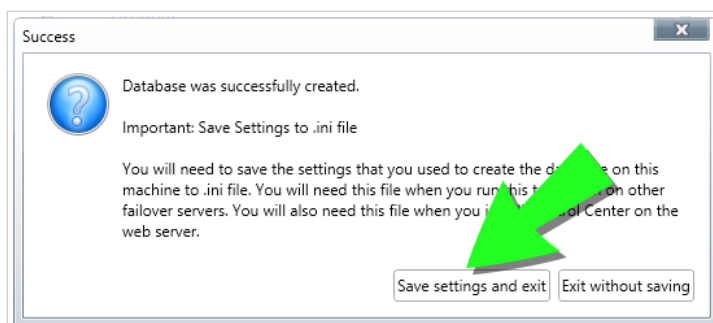 Success
X
Database was successfully created.
Important: Save Settings to .ini file
You will need to save the settings that you used to create the on this
machine to .ini file. You will need this file when you run this on other
failover servers. You will also need this file when you Center on the
web server.
Save settings and exit
Exit without saving